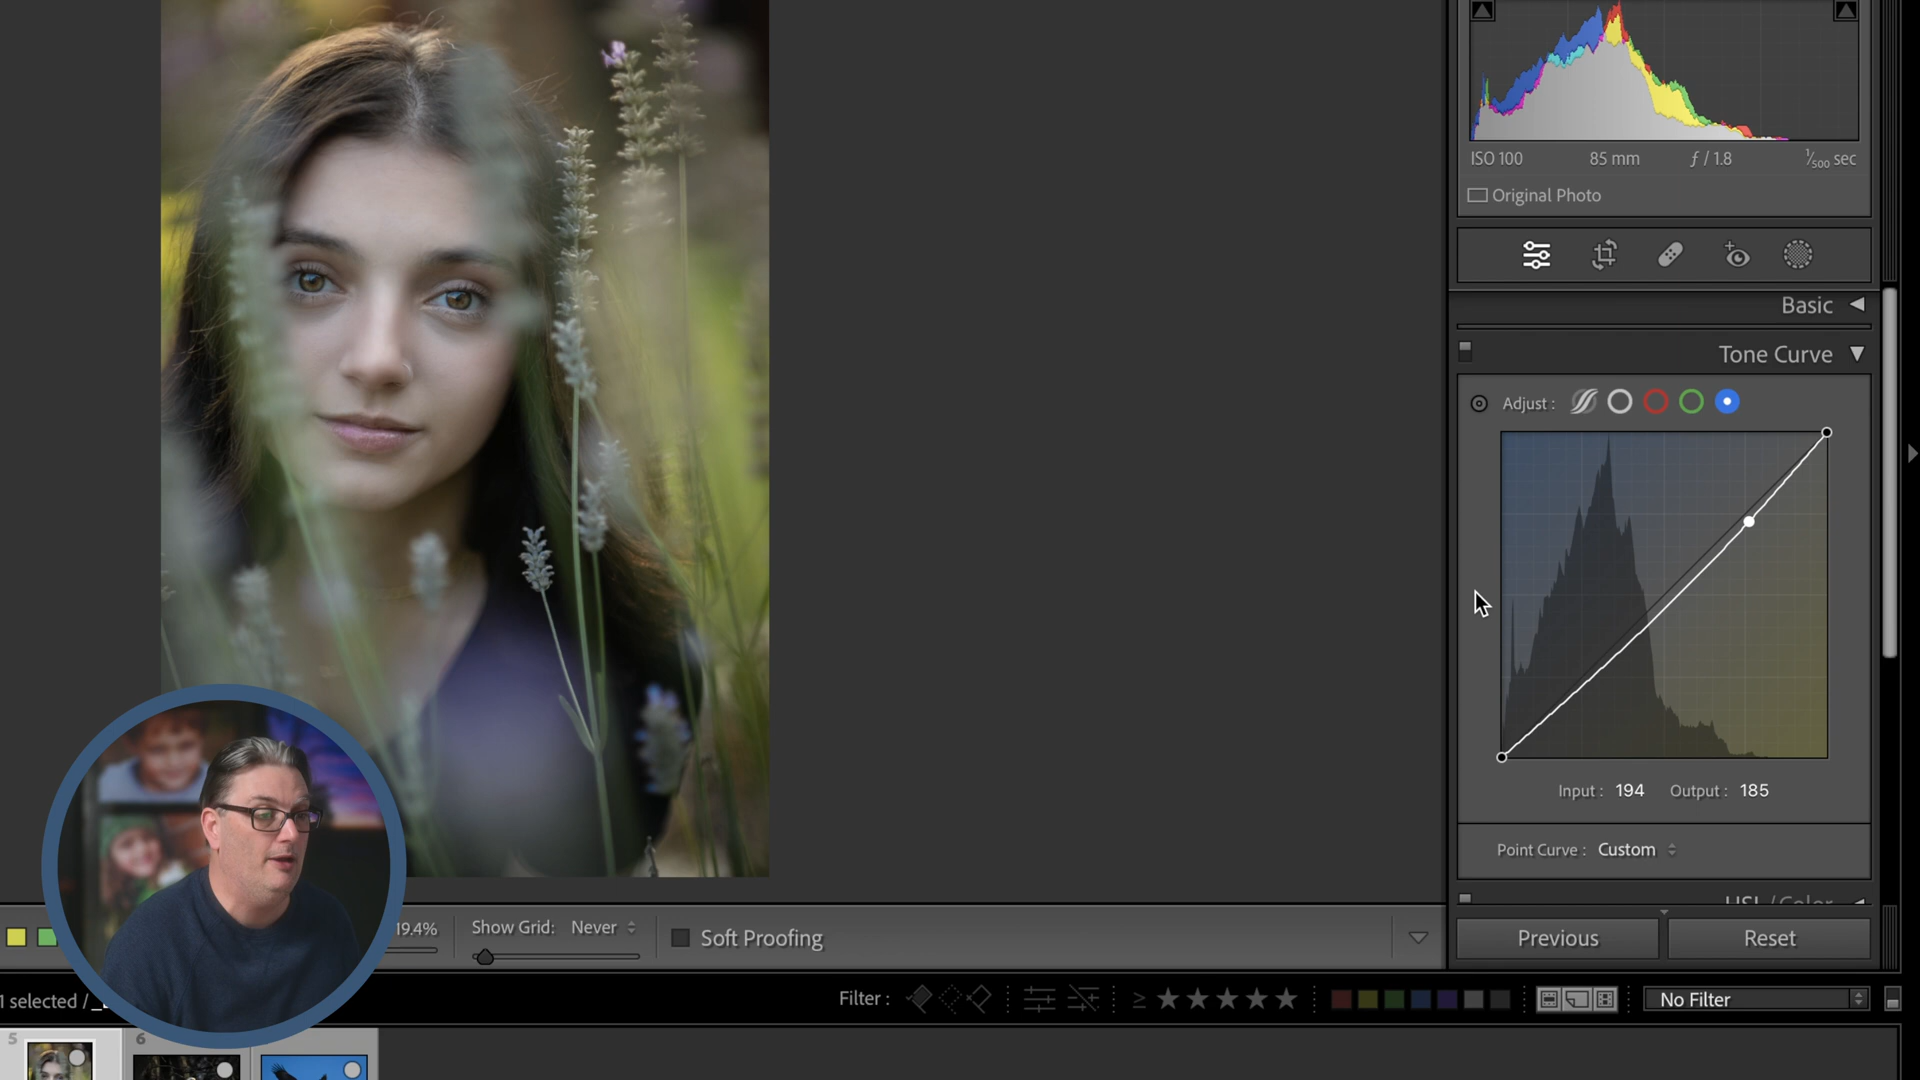 ISO 100 85 mm ƒ / 1.8 1/500 sec
Original Photo
Basic
Tone Curve
Adjust :
Input : 194 Output : 185
Point Curve : Custom
HSL / Color
Previous Reset
19.4% Show Grid: Never Soft Proofing
1 selected /
Filter : ≥ No Filter
5 6